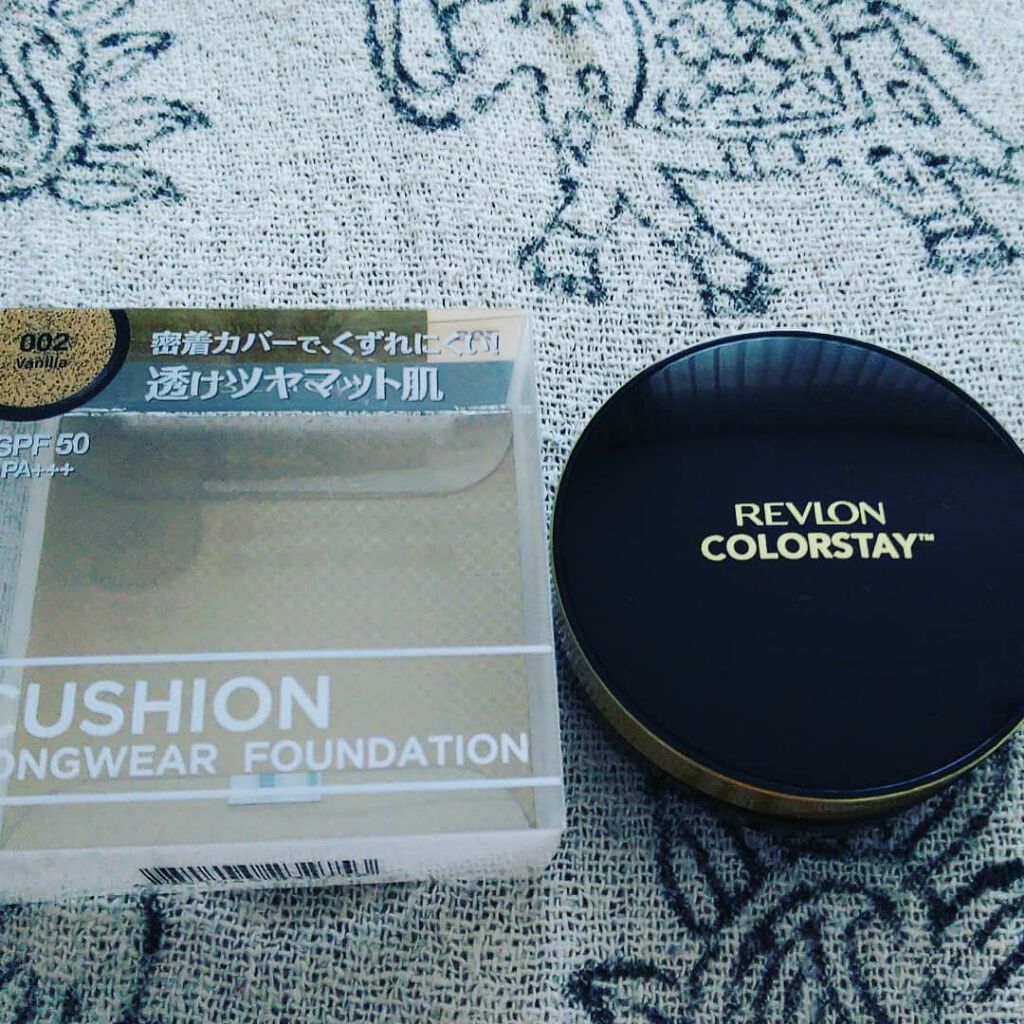 002
Vanilla
密着カバーで、くずれにくい!
透けツヤマット肌
SPF 50
PA+++
CUSHION
LONGWEAR FOUNDATION
REVLON
COLORSTAY™